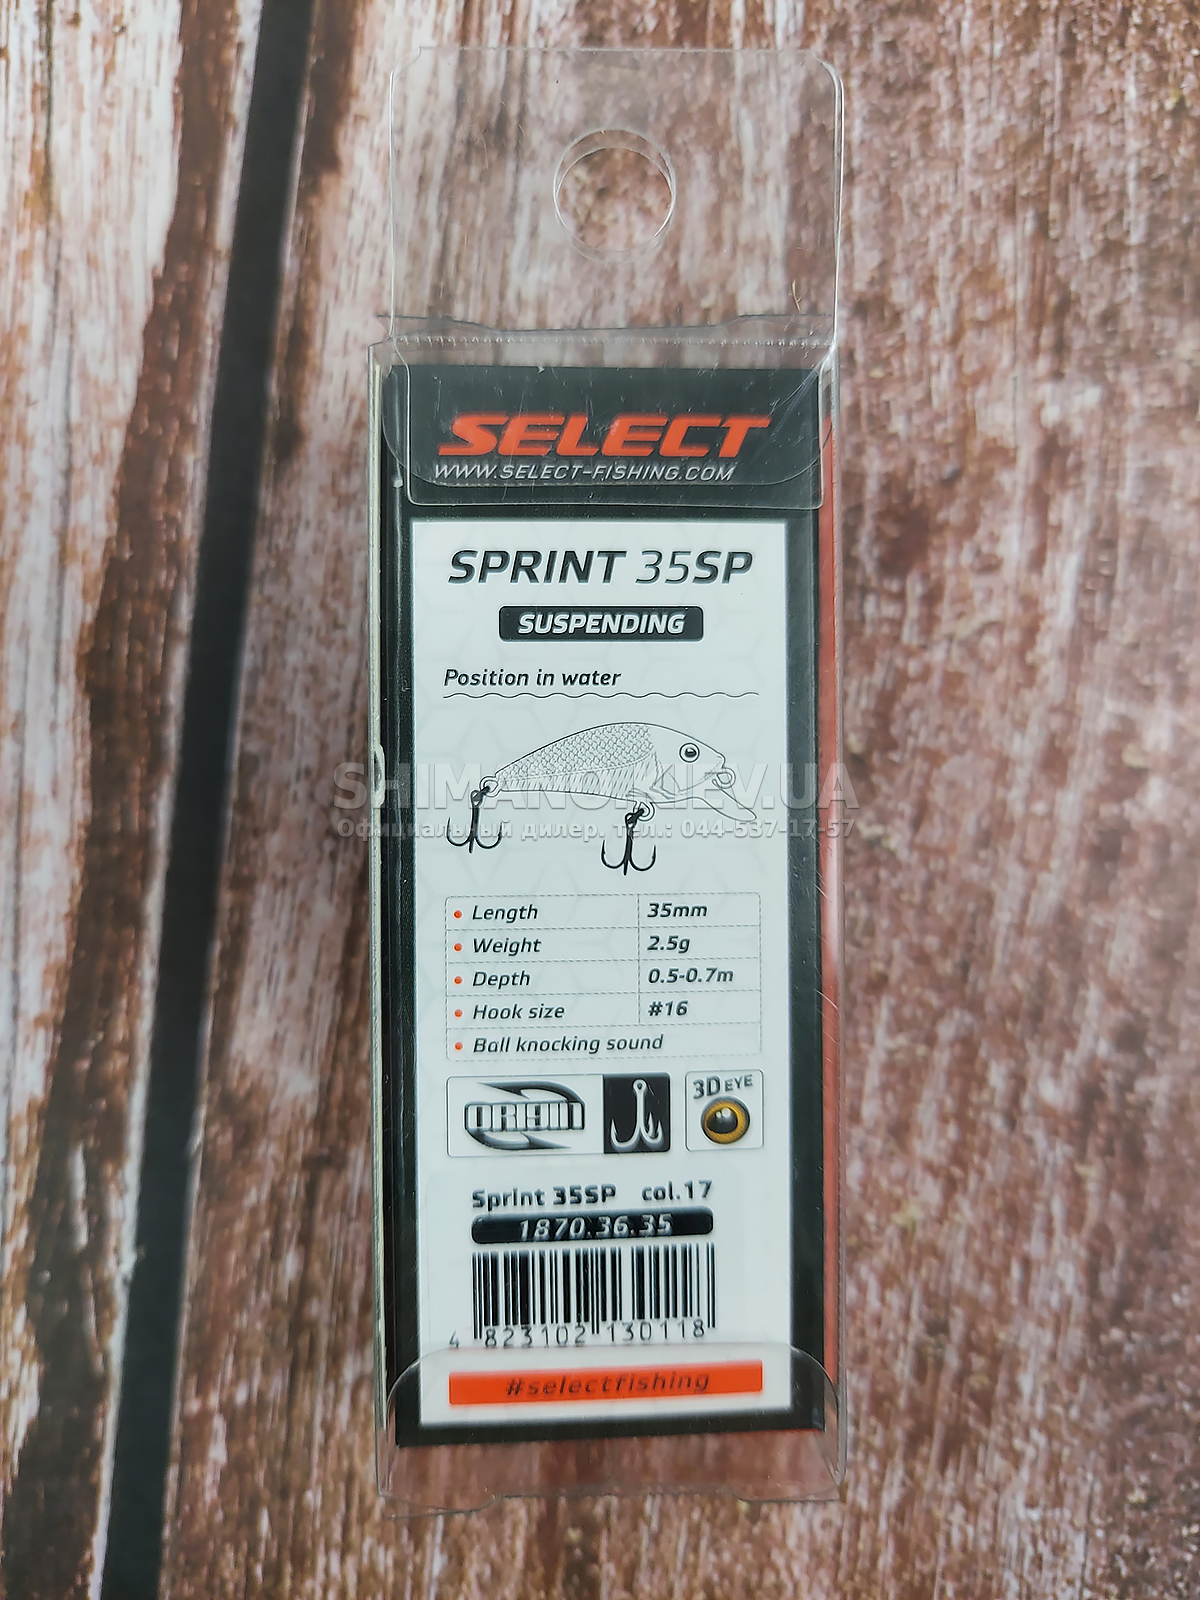 SELECT
WWW.SELECT-FISHING.COM
SPRINT 35SP
SUSPENDING
Position in water
SHIMANOKIEV.UA
Официальный дилер. тел.: 044-537-17-57
Length 35mm
Weight 2.5g
Depth 0.5-0.7m
Hook size #16
Ball knocking sound
ORIGIN
3D EYE
Sprint 35SP col.17
1870.36.35
4 823102 130118
#selectfishing